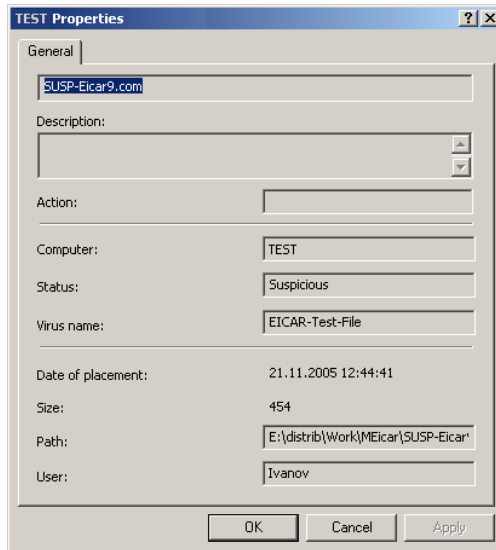 TEST Properties
General
SUSP-Eicar9.com
Description:
Action:
Computer: TEST
Status: Suspicious
Virus name: EICAR-Test-File
Date of placement: 21.11.2005 12:44:41
Size: 454
Path: E:\distrib\Work\MEicar\SUSP-Eicar
User: Ivanov
OK Cancel Apply